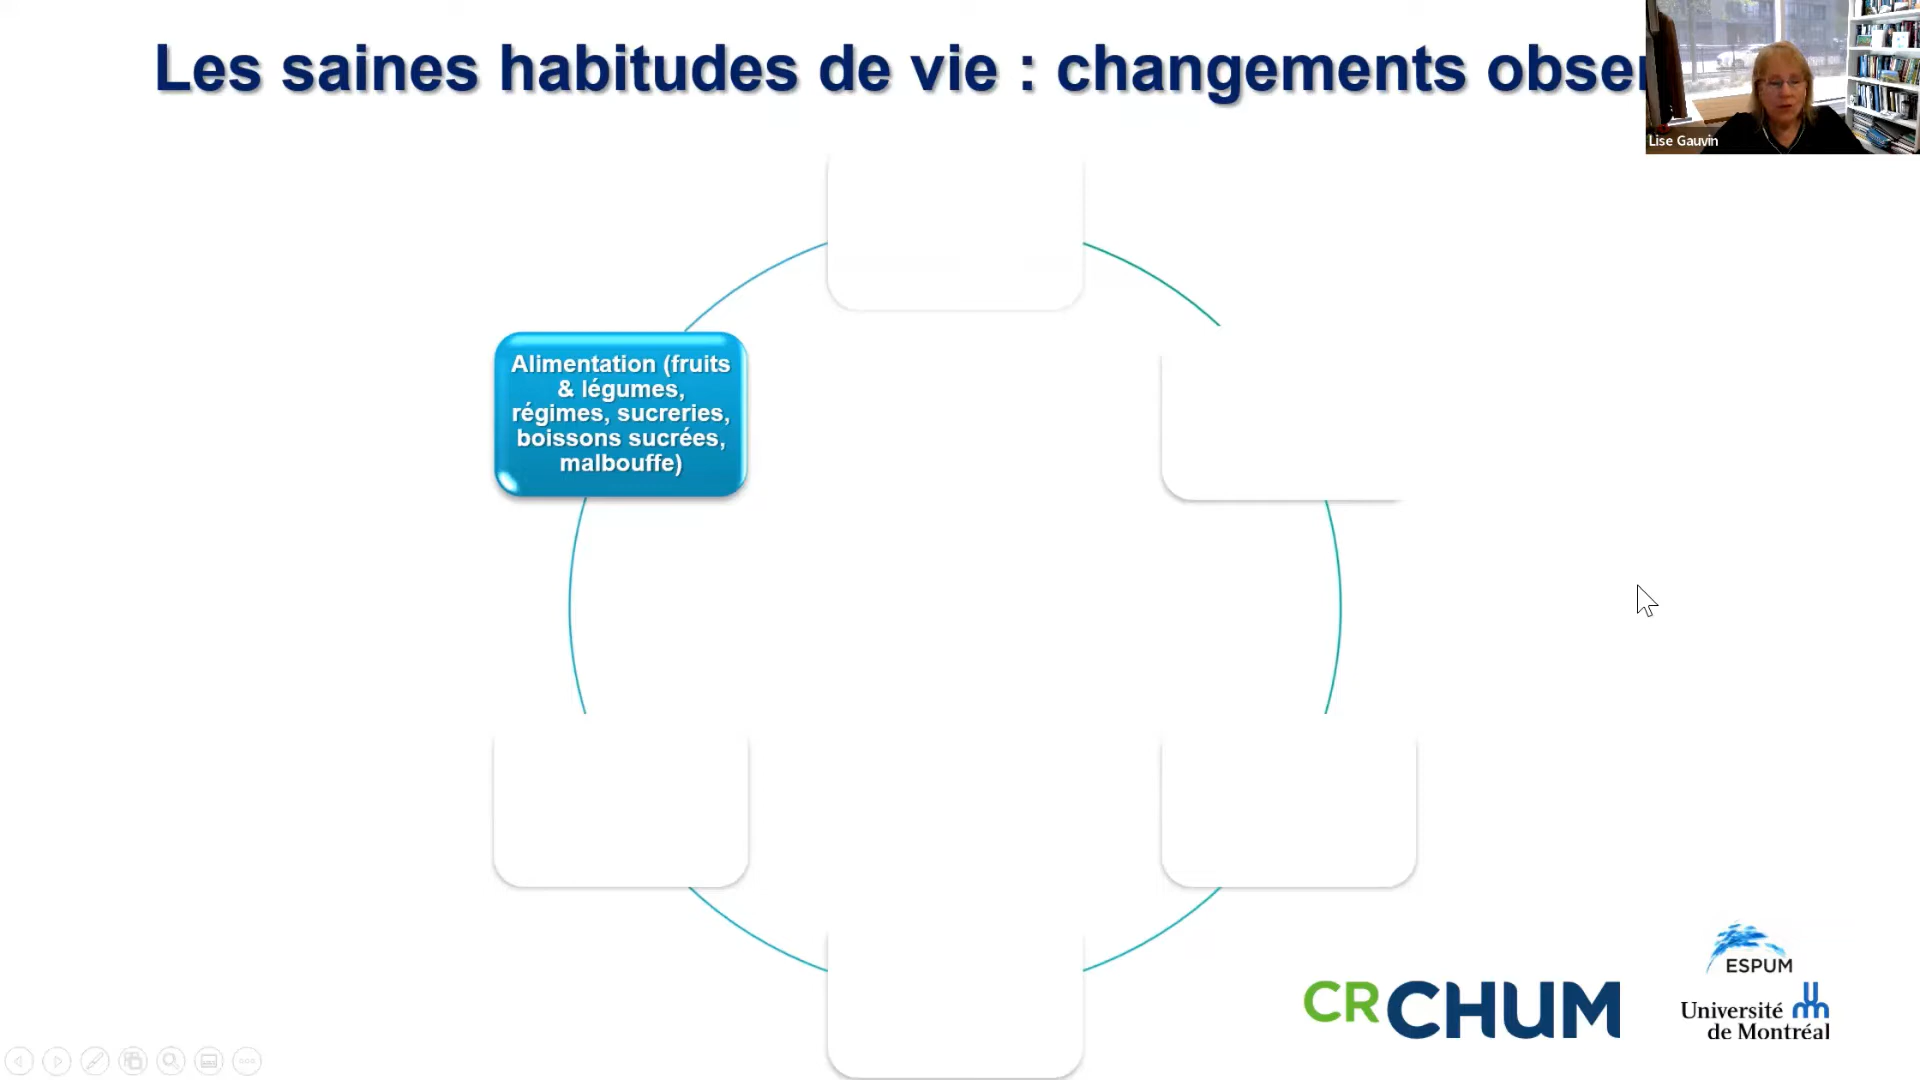 Les saines habitudes de vie : changements obser
Lise Gauvin
Alimentation (fruits
& légumes,
régimes, sucreries,
boissons sucrées,
malbouffe)
CRCHUM
ESPUM
Université
de Montréal